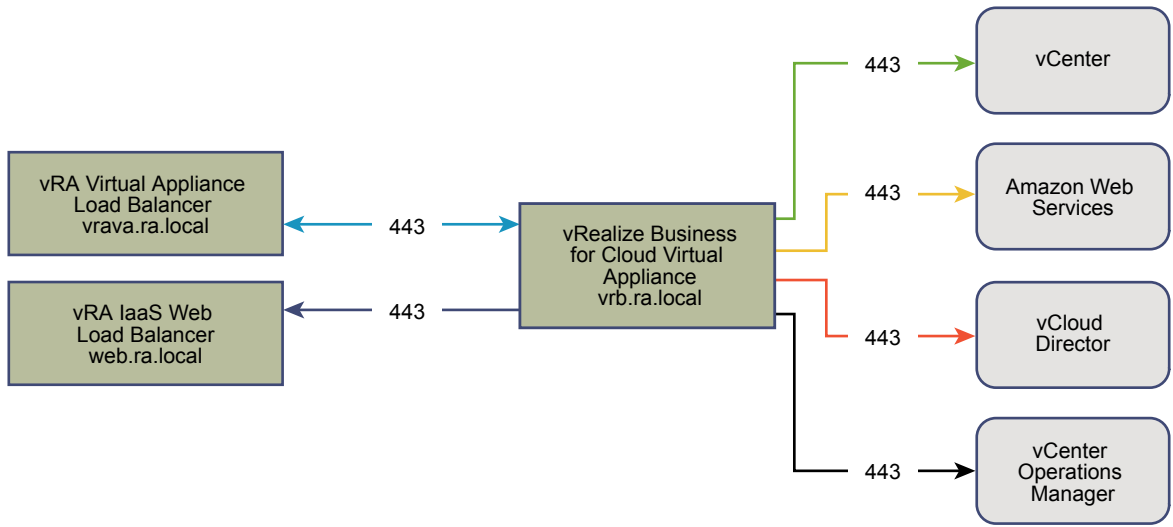 vRA Virtual Appliance
Load Balancer
vrava.ra.local
443
vRA IaaS Web
Load Balancer
web.ra.local
443
vRealize Business
for Cloud Virtual
Appliance
vrb.ra.local
443
vCenter
443
Amazon Web
Services
443
vCloud
Director
443
vCenter
Operations
Manager